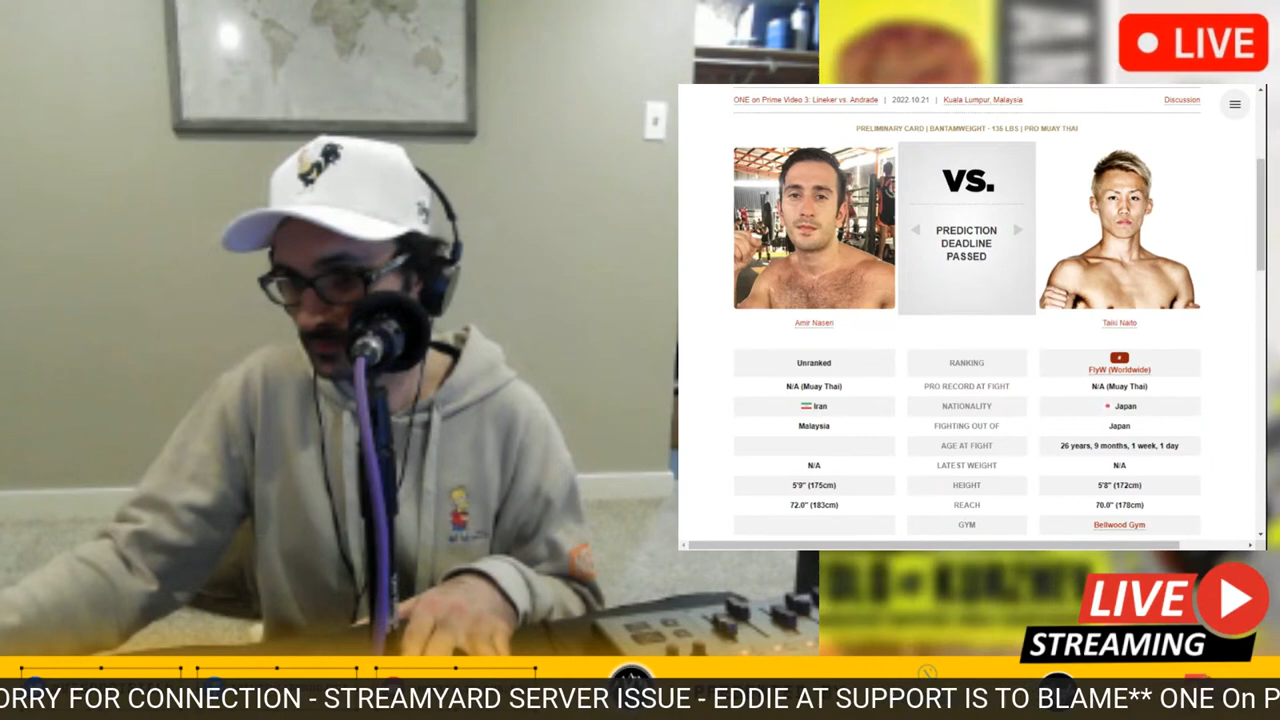 LIVE
ONE on Prime Video 3: Lineker vs. Andrade | 2022.10.21 | Kuala Lumpur, Malaysia
Discussion
PRELIMINARY CARD | BANTAMWEIGHT - 135 LBS | PRO MUAY THAI
VS.
PREDICTION
DEADLINE
PASSED
Amir Naseri
Taiki Naito
Unranked RANKING FlyW (Worldwide)
N/A (Muay Thai) PRO RECORD AT FIGHT N/A (Muay Thai)
Iran NATIONALITY Japan
Malaysia FIGHTING OUT OF Japan
AGE AT FIGHT 26 years, 9 months, 1 week, 1 day
N/A LATEST WEIGHT N/A
5'9" (175cm) HEIGHT 5'8" (172cm)
72.0" (183cm) REACH 70.0" (178cm)
GYM Bellwood Gym
LIVE
STREAMING
ORRY FOR CONNECTION - STREAMYARD SERVER ISSUE - EDDIE AT SUPPORT IS TO BLAME** ONE On P